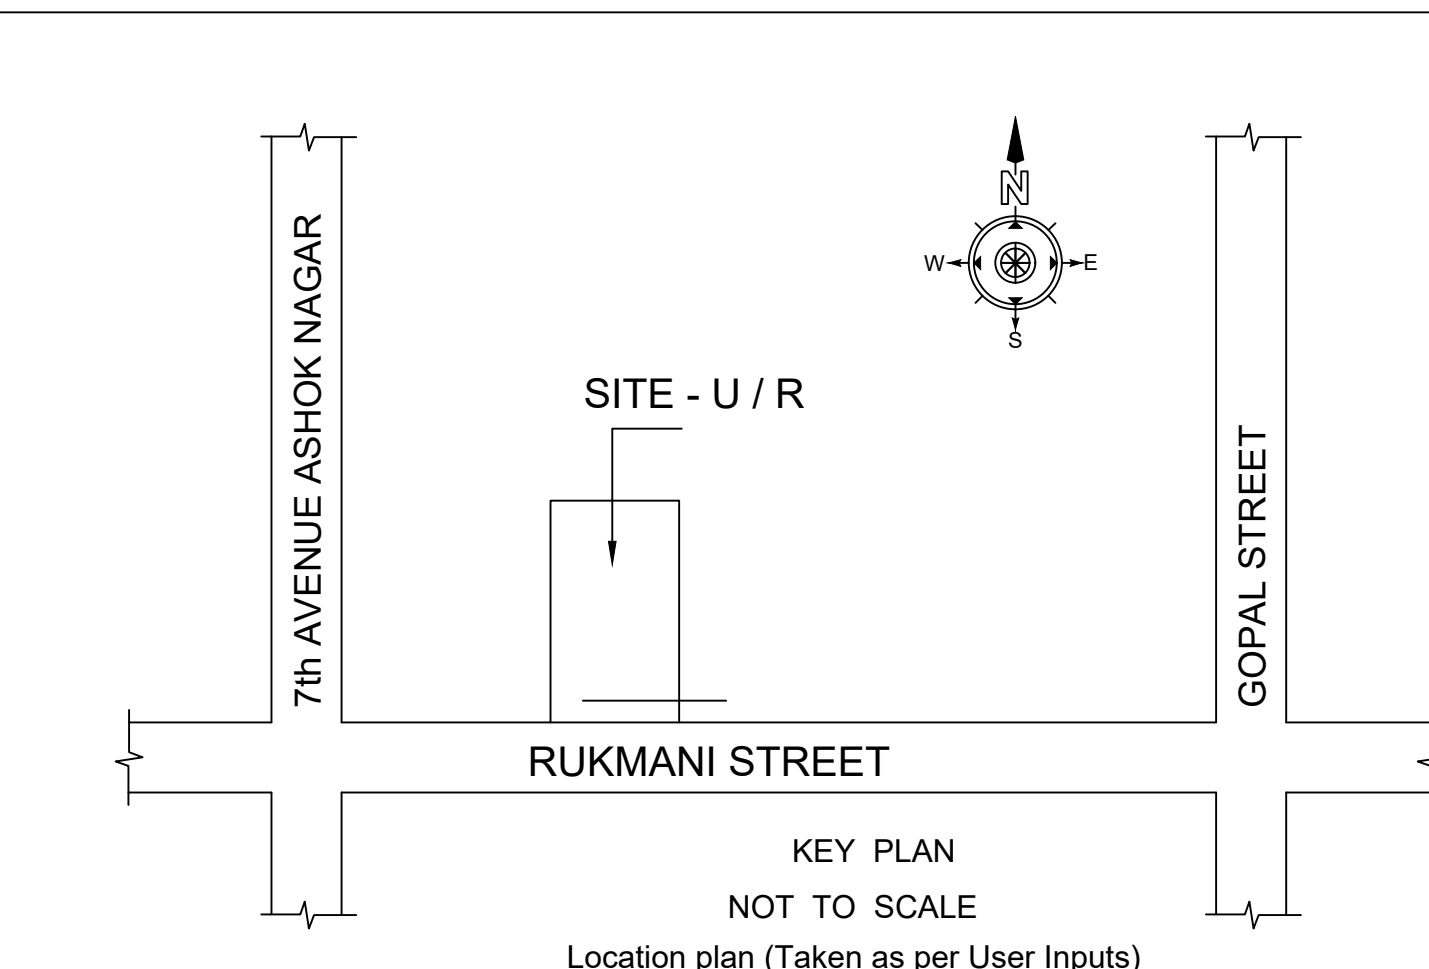 N
W
E
S
7th AVENUE ASHOK NAGAR
SITE - U / R
GOPAL STREET
RUKMANI STREET
KEY PLAN
NOT TO SCALE
Location plan (Taken as per User Inputs)